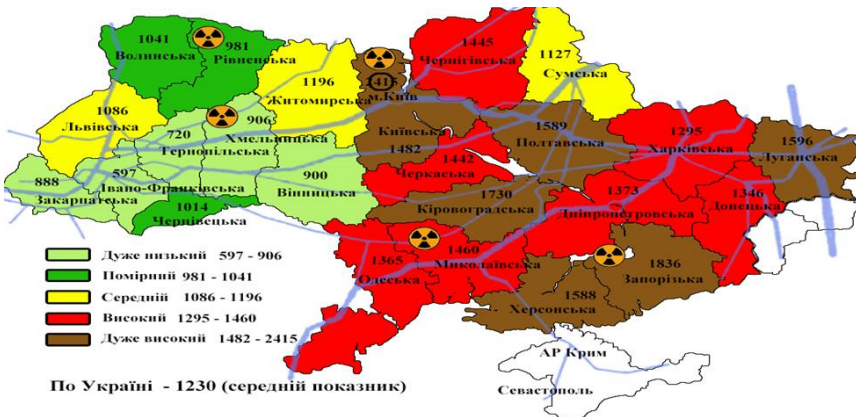 1041
Волинська
981
Рівненська
1196
Житомирська
2415
м.Київ
1445
Чернігівська
1127
Сумська
1086
Львівська
720
Тернопільська
906
Хмельницька
Київська
1482
1589
Полтавська
1295
Харківська
1596
Луганська
888
Закарпатська
597
Івано-Франківська
900
Вінницька
1442
Черкаська
1014
Чернівецька
1730
Кіровоградська
1373
Дніпропетровська
1346
Донецька
1365
Одеська
1460
Миколаївська
1836
Запорізька
1588
Херсонська
АР Крим
Севастополь
Дуже низький 597 - 906
Помірний 981 - 1041
Середній 1086 - 1196
Високий 1295 - 1460
Дуже високий 1482 - 2415
По Україні - 1230 (середній показник)